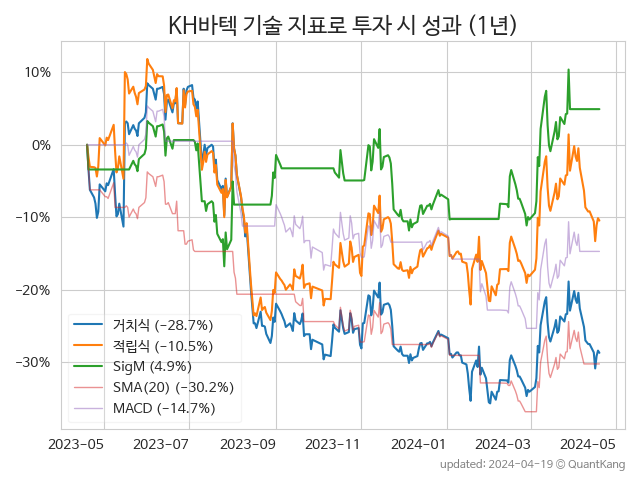 KH바텍 기술 지표로 투자 시 성과 (1년)
10%
0%
−10%
−20%
−30%
거치식 (−28.7%)
적립식 (−10.5%)
SigM (4.9%)
SMA(20) (−30.2%)
MACD (−14.7%)
2023−05 2023−07 2023−09 2023−11 2024−01 2024−03 2024−05
updated: 2024−04−19 © QuantKang